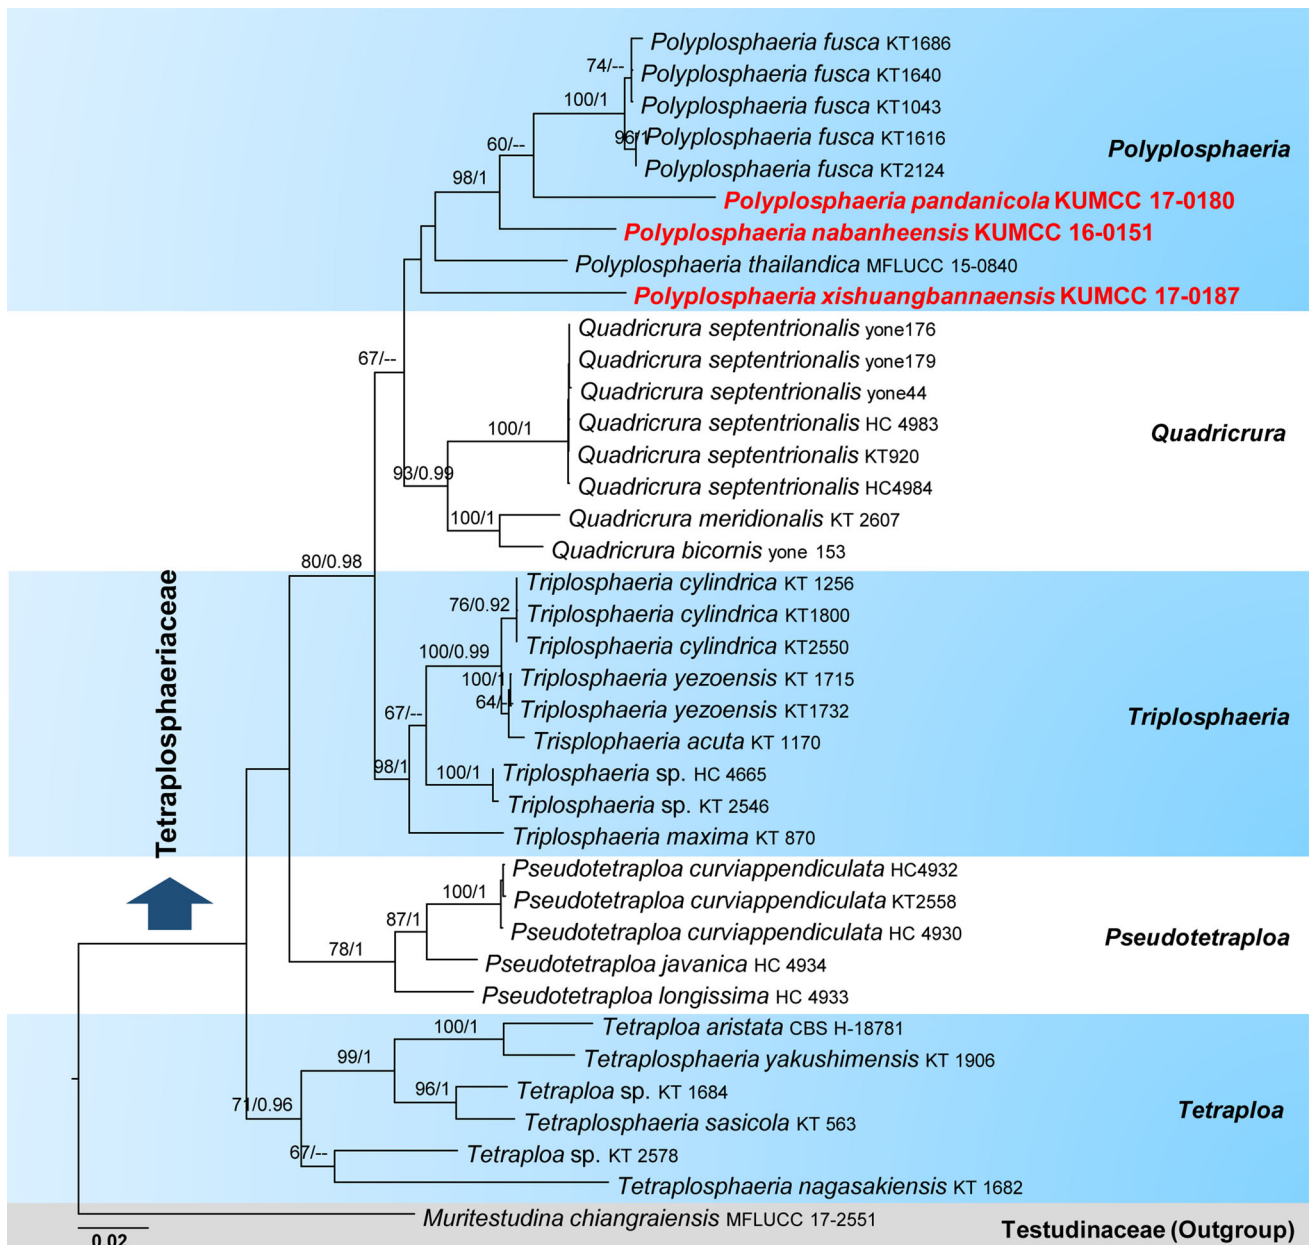 Polyplosphaeria fusca KT1686
74/--
Polyplosphaeria fusca KT1640
100/1
Polyplosphaeria fusca KT1043
96/1
Polyplosphaeria fusca KT1616
60/--
Polyplosphaeria
Polyplosphaeria fusca KT2124
98/1
Polyplosphaeria pandanicola KUMCC 17-0180
Polyplosphaeria nabanheensis KUMCC 16-0151
Polyplosphaeria thailandica MFLUCC 15-0840
Polyplosphaeria xishuangbannaensis KUMCC 17-0187
Quadricrura septentrionalis yone176
67/--
Quadricrura septentrionalis yone179
Quadricrura septentrionalis yone44
Quadricrura septentrionalis HC 4983
100/1
Quadricrura
Quadricrura septentrionalis KT920
93/0.99
Quadricrura septentrionalis HC4984
100/1
Quadricrura meridionalis KT 2607
Quadricrura bicornis yone 153
80/0.98
Triplosphaeria cylindrica KT 1256
76/0.92
Triplosphaeria cylindrica KT1800
Triplosphaeria cylindrica KT2550
100/0.99
100/1
Triplosphaeria yezoensis KT 1715
64/--
Triplosphaeria yezoensis KT1732
67/--
Triplosphaeria
Trisplophaeria acuta KT 1170
98/1
100/1
Triplosphaeria sp. HC 4665
Triplosphaeria sp. KT 2546
Triplosphaeria maxima KT 870
Tetraplosphaeriaceae
Pseudotetraploa curviappendiculata HC4932
100/1
Pseudotetraploa curviappendiculata KT2558
87/1
Pseudotetraploa curviappendiculata HC 4930
Pseudotetraploa
78/1
Pseudotetraploa javanica HC 4934
Pseudotetraploa longissima HC 4933
100/1
Tetraploa aristata CBS H-18781
99/1
Tetraplosphaeria yakushimensis KT 1906
96/1
Tetraploa sp. KT 1684
71/0.96
Tetraploa
Tetraplosphaeria sasicola KT 563
67/--
Tetraploa sp. KT 2578
Tetraplosphaeria nagasakiensis KT 1682
Muritestudina chiangraiensis MFLUCC 17-2551
Testudinaceae (Outgroup)
0.02